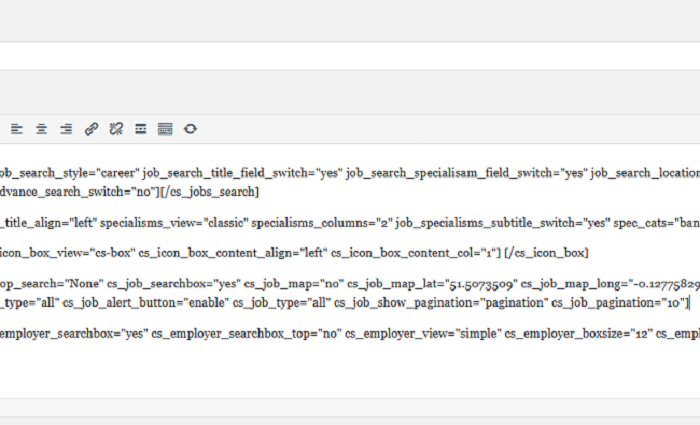 ob_search_style="career" job_search_title_field_switch="yes" job_search_specialisam_field_switch="yes" job_search_location
dvance_search_switch="no"][/cs_jobs_search]
_title_align="left" specialisms_view="classic" specialisms_columns="2" job_specialisms_subtitle_switch="yes" spec_cats="ban
icon_box_view="cs-box" cs_icon_box_content_align="left" cs_icon_box_content_col="1"] [/cs_icon_box]
op_search="None" cs_job_searchbox="yes" cs_job_map="no" cs_job_map_lat="51.5073509" cs_job_map_long="-0.12775829
_type="all" cs_job_alert_button="enable" cs_job_type="all" cs_job_show_pagination="pagination" cs_job_pagination="10"]
employer_searchbox="yes" cs_employer_searchbox_top="no" cs_employer_view="simple" cs_employer_boxsize="12" cs_empl